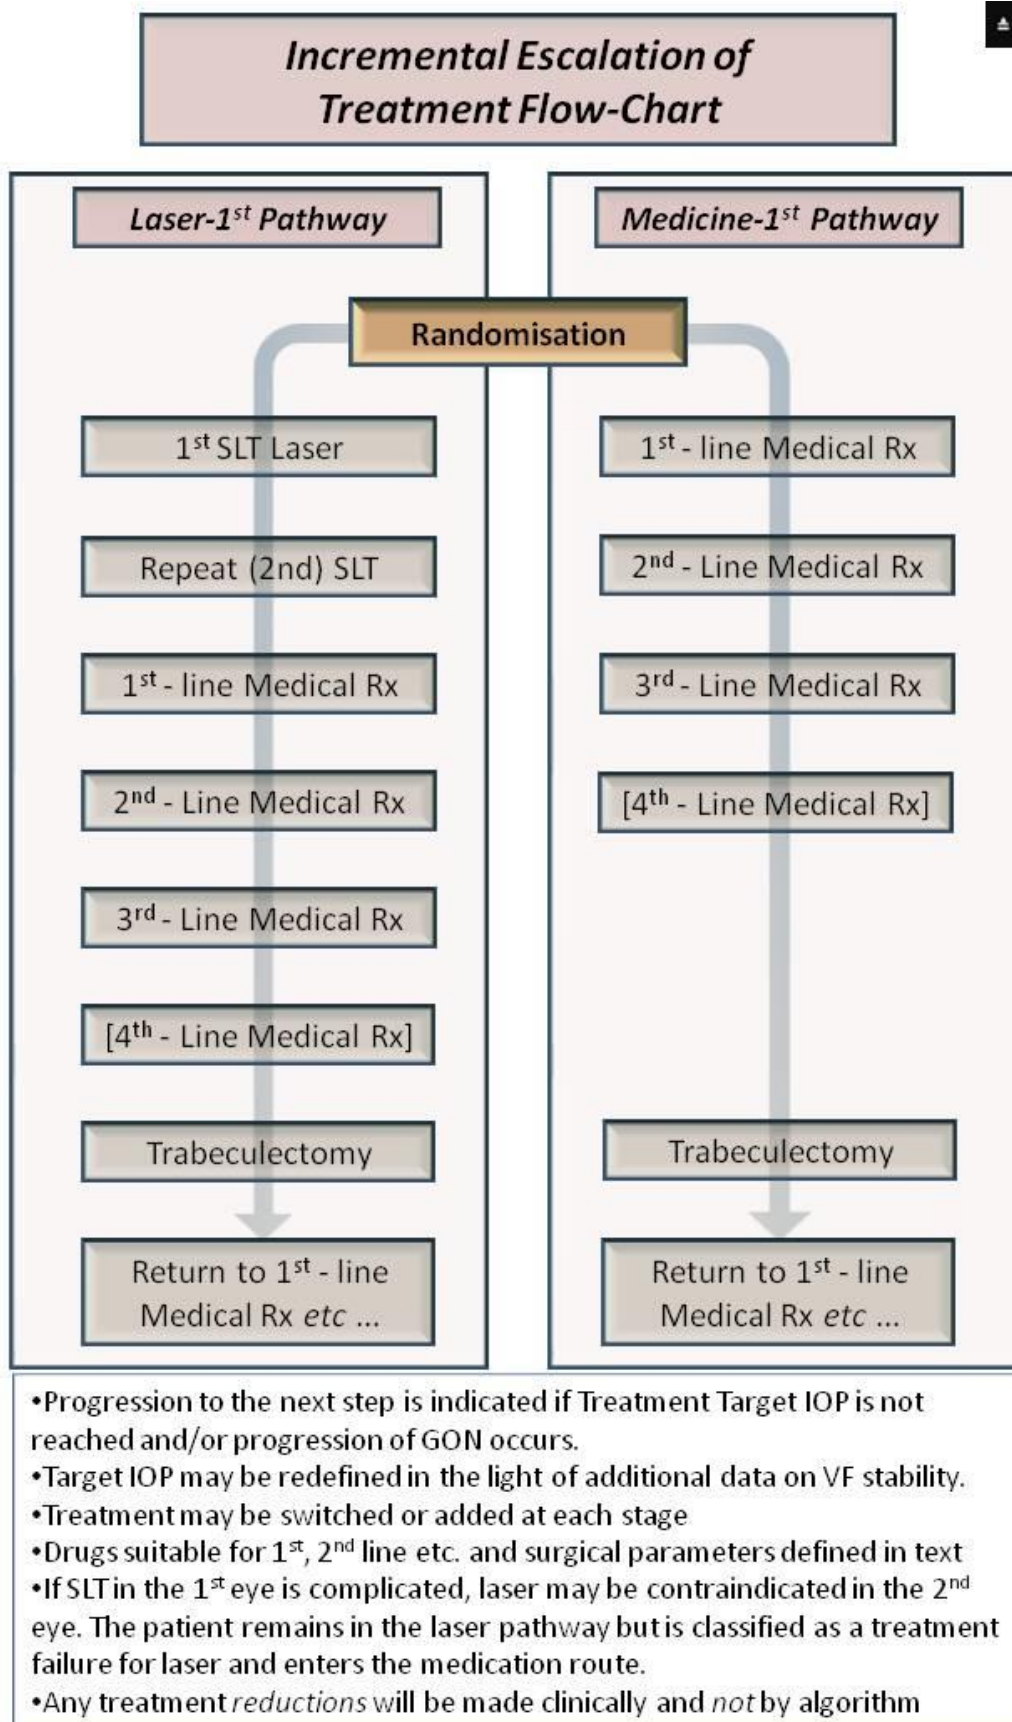 Incremental Escalation of
Treatment Flow-Chart
Laser-1st Pathway
Medicine-1st Pathway
Randomisation
1st SLT Laser
Repeat (2nd) SLT
1st - line Medical Rx
2nd - Line Medical Rx
3rd - Line Medical Rx
[4th - Line Medical Rx]
Trabeculectomy
Return to 1st - line
Medical Rx etc ...
1st - line Medical Rx
2nd - Line Medical Rx
3rd - Line Medical Rx
[4th - Line Medical Rx]
Trabeculectomy
Return to 1st - line
Medical Rx etc ...
•Progression to the next step is indicated if Treatment Target IOP is not
reached and/or progression of GON occurs.
•Target IOP may be redefined in the light of additional data on VF stability.
•Treatment may be switched or added at each stage
•Drugs suitable for 1st, 2nd line etc. and surgical parameters defined in text
•If SLT in the 1st eye is complicated, laser may be contraindicated in the 2nd
eye. The patient remains in the laser pathway but is classified as a treatment
failure for laser and enters the medication route.
•Any treatment reductions will be made clinically and not by algorithm